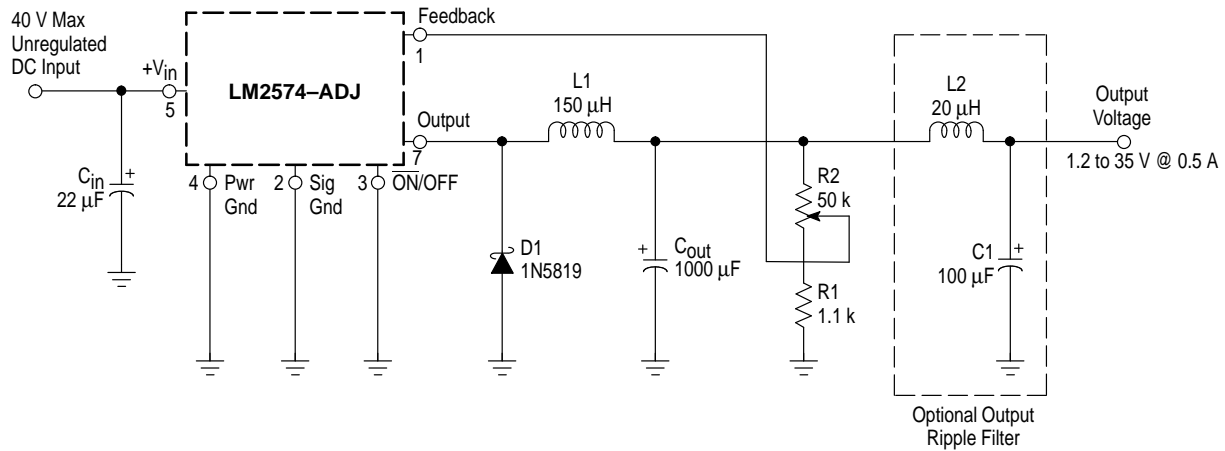 40 V Max
Unregulated
DC Input
+Vin
5
LM2574–ADJ
Feedback
1
Output
7
4 Pwr
Gnd
2 Sig
Gnd
3 ON/OFF
Cin
22 µF
+
D1
1N5819
L1
150 µH
+
Cout
1000 µF
R2
50 k
R1
1.1 k
L2
20 µH
+
C1
100 µF
Output
Voltage
1.2 to 35 V @ 0.5 A
Optional Output
Ripple Filter